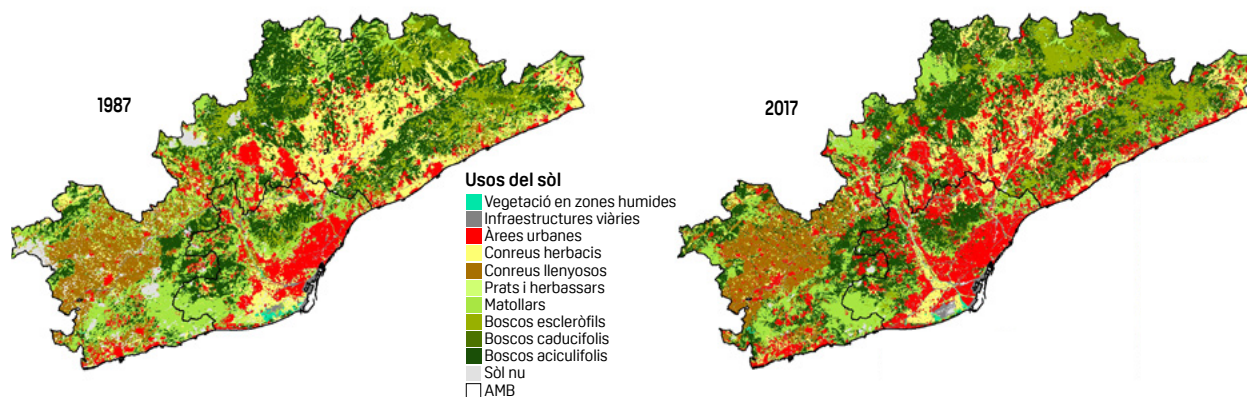 1987
2017
Usos del sòl
Vegetació en zones humides
Infraestructures viàries
Àrees urbanes
Conreus herbacis
Conreus llenyosos
Prats i herbassars
Matollars
Boscos escleròfils
Boscos caducifolis
Boscos aciculifolis
Sòl nu
AMB